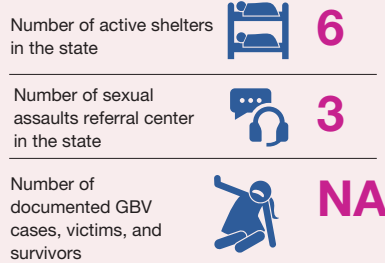 Number of active shelters
in the state
6
Number of sexual
assaults referral center
in the state
3
Number of
documented GBV
cases, victims, and
survivors
NA